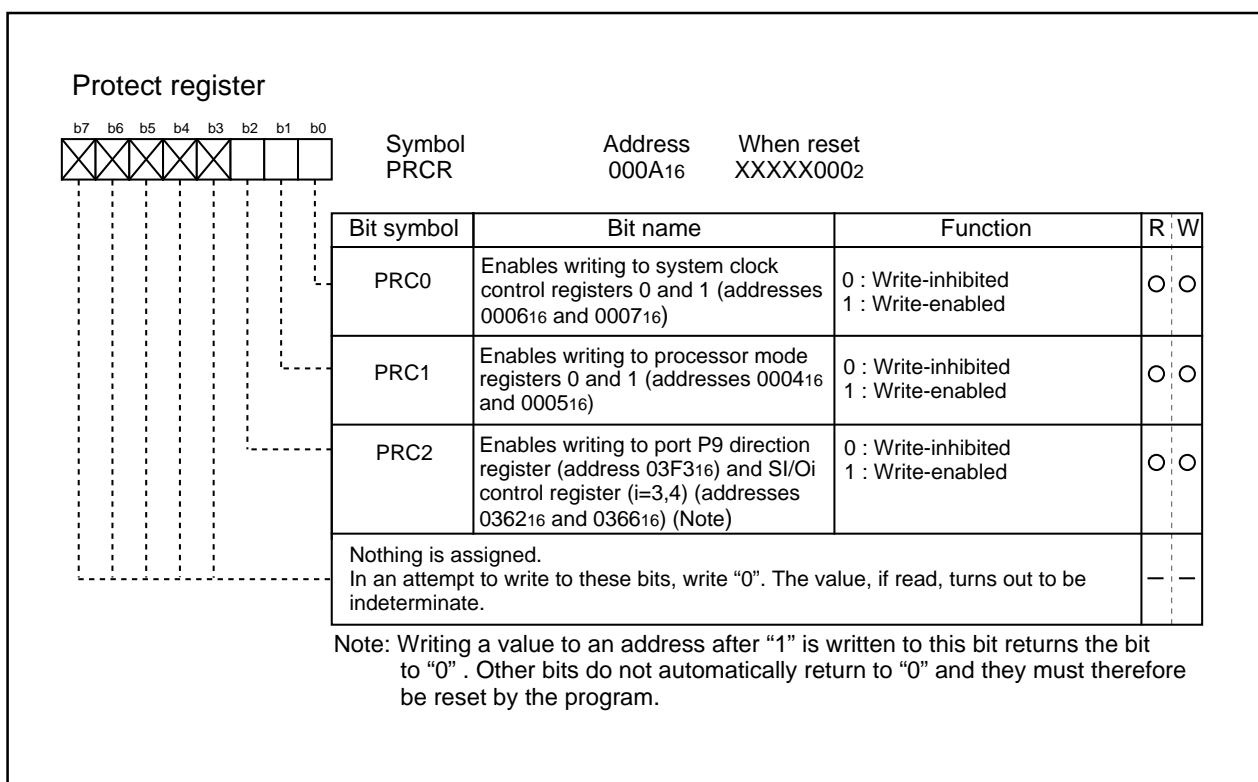 Protect register
b7 b6 b5 b4 b3 b2 b1 b0
Symbol Address When reset
PRCR 000A16 XXXXX0002
Bit symbol Bit name Function R W
PRC0 Enables writing to system clock control registers 0 and 1 (addresses 000616 and 000716) 0 : Write-inhibited 1 : Write-enabled
PRC1 Enables writing to processor mode registers 0 and 1 (addresses 000416 and 000516) 0 : Write-inhibited 1 : Write-enabled
PRC2 Enables writing to port P9 direction register (address 03F316) and SI/Oi control register (i=3,4) (addresses 036216 and 036616) (Note) 0 : Write-inhibited 1 : Write-enabled
Nothing is assigned.
In an attempt to write to these bits, write “0”. The value, if read, turns out to be
indeterminate.
Note: Writing a value to an address after “1” is written to this bit returns the bit
to “0” . Other bits do not automatically return to “0” and they must therefore
be reset by the program.